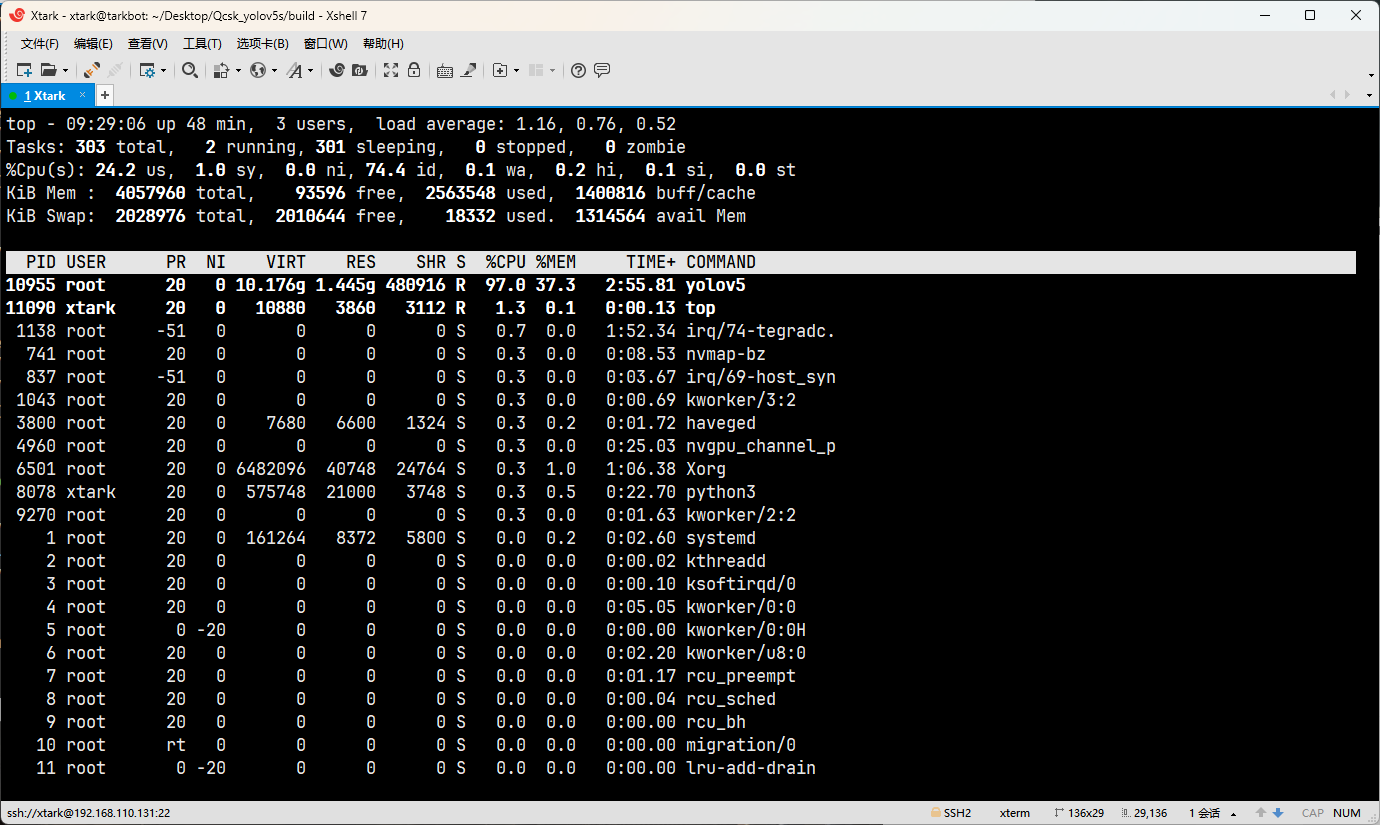 Xtark - xtark@tarkbot: ~/Desktop/Qcsk_yolov5s/build - Xshell 7
文件(F) 编辑(E) 查看(V) 工具(T) 选项卡(B) 窗口(W) 帮助(H)
1 Xtark × +
top - 09:29:06 up 48 min,  3 users,  load average: 1.16, 0.76, 0.52
Tasks: 303 total,   2 running, 301 sleeping,   0 stopped,   0 zombie
%Cpu(s): 24.2 us,  1.0 sy,  0.0 ni, 74.4 id,  0.1 wa,  0.2 hi,  0.1 si,  0.0 st
KiB Mem :  4057960 total,    93596 free,  2563548 used,  1400816 buff/cache
KiB Swap:  2028976 total,  2010644 free,    18332 used.  1314564 avail Mem
PID USER PR NI VIRT RES SHR S %CPU %MEM TIME+ COMMAND
10955 root 20 0 10.176g 1.445g 480916 R 97.0 37.3 2:55.81 yolov5
11090 xtark 20 0 10880 3860 3112 R 1.3 0.1 0:00.13 top
1138 root -51 0 0 0 0 S 0.7 0.0 1:52.34 irq/74-tegradc.
741 root 20 0 0 0 0 S 0.3 0.0 0:08.53 nvmap-bz
837 root -51 0 0 0 0 S 0.3 0.0 0:03.67 irq/69-host_syn
1043 root 20 0 0 0 0 S 0.3 0.0 0:00.69 kworker/3:2
3800 root 20 0 7680 6600 1324 S 0.3 0.2 0:01.72 haveged
4960 root 20 0 0 0 0 S 0.3 0.0 0:25.03 nvgpu_channel_p
6501 root 20 0 6482096 40748 24764 S 0.3 1.0 1:06.38 Xorg
8078 xtark 20 0 575748 21000 3748 S 0.3 0.5 0:22.70 python3
9270 root 20 0 0 0 0 S 0.3 0.0 0:01.63 kworker/2:2
1 root 20 0 161264 8372 5800 S 0.0 0.2 0:02.60 systemd
2 root 20 0 0 0 0 S 0.0 0.0 0:00.02 kthreadd
3 root 20 0 0 0 0 S 0.0 0.0 0:00.10 ksoftirqd/0
4 root 20 0 0 0 0 S 0.0 0.0 0:05.05 kworker/0:0
5 root 0 -20 0 0 0 S 0.0 0.0 0:00.00 kworker/0:0H
6 root 20 0 0 0 0 S 0.0 0.0 0:02.20 kworker/u8:0
7 root 20 0 0 0 0 S 0.0 0.0 0:01.17 rcu_preempt
8 root 20 0 0 0 0 S 0.0 0.0 0:00.04 rcu_sched
9 root 20 0 0 0 0 S 0.0 0.0 0:00.00 rcu_bh
10 root rt 0 0 0 0 S 0.0 0.0 0:00.00 migration/0
11 root 0 -20 0 0 0 S 0.0 0.0 0:00.00 lru-add-drain
ssh://xtark@192.168.110.131:22 SSH2 xterm 136x29 29,136 1 会话 CAP NUM